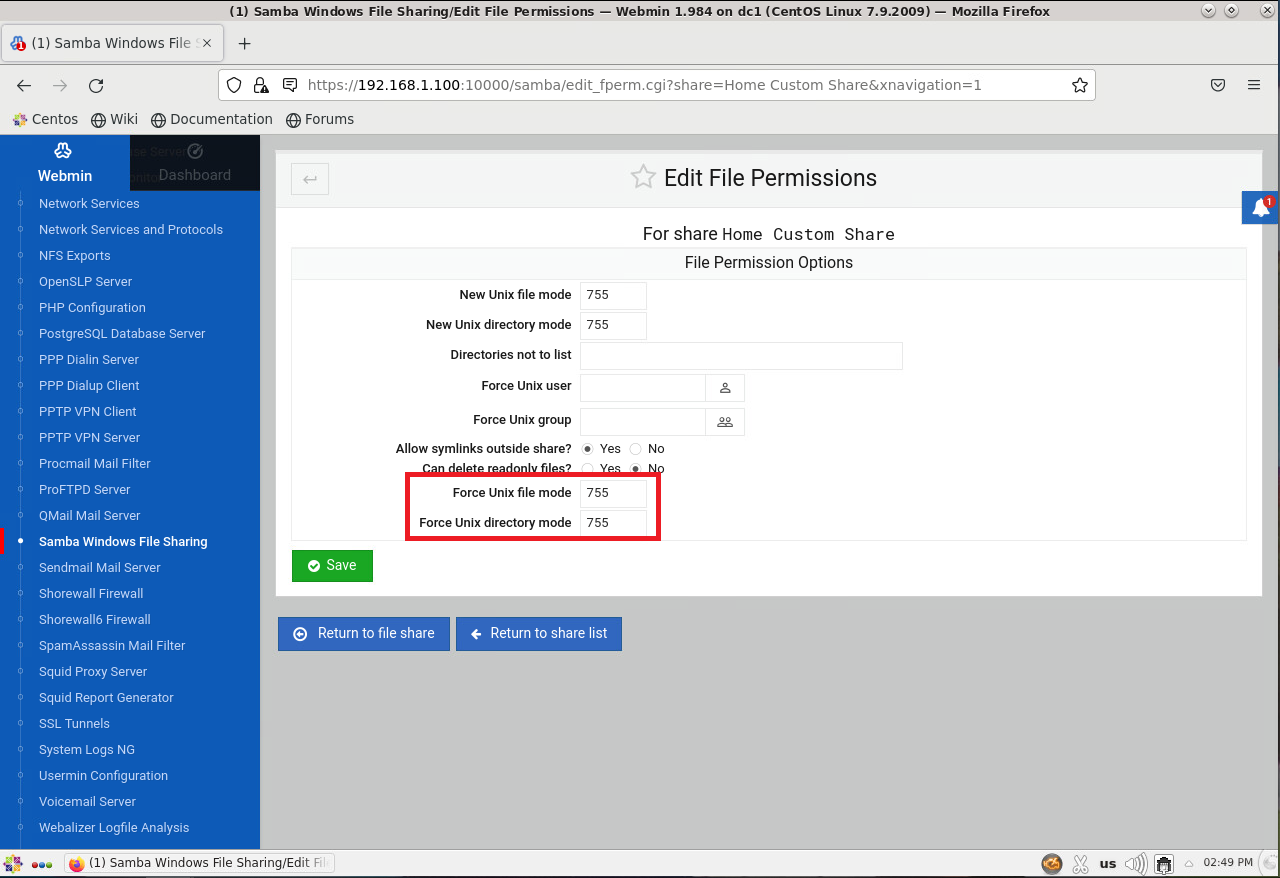 (1) Samba Windows File Sharing/Edit File Permissions — Webmin 1.984 on dc1 (CentOS Linux 7.9.2009) — Mozilla Firefox
(1) Samba Windows File S
https://192.168.1.100:10000/samba/edit_fperm.cgi?share=Home Custom Share&xnavigation=1
Centos Wiki Documentation Forums
Webmin
Dashboard
Network Services
Network Services and Protocols
NFS Exports
OpenSLP Server
PHP Configuration
PostgreSQL Database Server
PPP Dialin Server
PPP Dialup Client
PPTP VPN Client
PPTP VPN Server
Procmail Mail Filter
ProFTPD Server
QMail Mail Server
Samba Windows File Sharing
Sendmail Mail Server
Shorewall Firewall
Shorewall6 Firewall
SpamAssassin Mail Filter
Squid Proxy Server
Squid Report Generator
SSL Tunnels
System Logs NG
Usermin Configuration
Voicemail Server
Webalizer Logfile Analysis
Edit File Permissions
1
For share Home Custom Share
File Permission Options
New Unix file mode 755
New Unix directory mode 755
Directories not to list
Force Unix user
Force Unix group
Allow symlinks outside share? Yes No
Can delete readonly files? Yes No
Force Unix file mode 755
Force Unix directory mode 755
Save
Return to file share Return to share list
(1) Samba Windows File Sharing/Edit Fil
us
02:49 PM